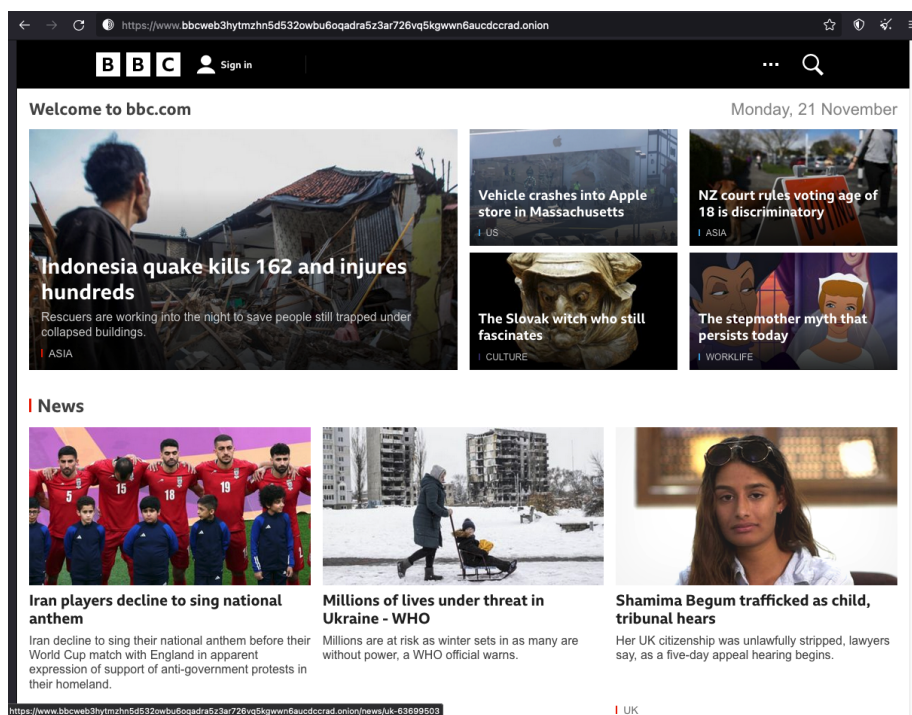 https://www.bbcweb3hytmzhn5d532owbu6oqadra5z3ar726vq5kgwwn6aucdccrad.onion
B B C
Sign in
Welcome to bbc.com
Monday, 21 November
Indonesia quake kills 162 and injures
hundreds
Rescuers are working into the night to save people still trapped under
collapsed buildings.
ASIA
Vehicle crashes into Apple
store in Massachusetts
US
NZ court rules voting age of
18 is discriminatory
ASIA
The Slovak witch who still
fascinates
CULTURE
The stepmother myth that
persists today
WORKLIFE
News
5
15
18
19
Iran players decline to sing national
anthem
Iran decline to sing their national anthem before their
World Cup match with England in apparent
expression of support of anti-government protests in
their homeland.
Millions of lives under threat in
Ukraine - WHO
Millions are at risk as winter sets in as many are
without power, a WHO official warns.
Shamima Begum trafficked as child,
tribunal hears
Her UK citizenship was unlawfully stripped, lawyers
say, as a five-day appeal hearing begins.
UK
https://www.bbcweb3hytmzhn5d532owbu6oqadra5z3ar726vq5kgwwn6aucdccrad.onion/news/uk-63699503